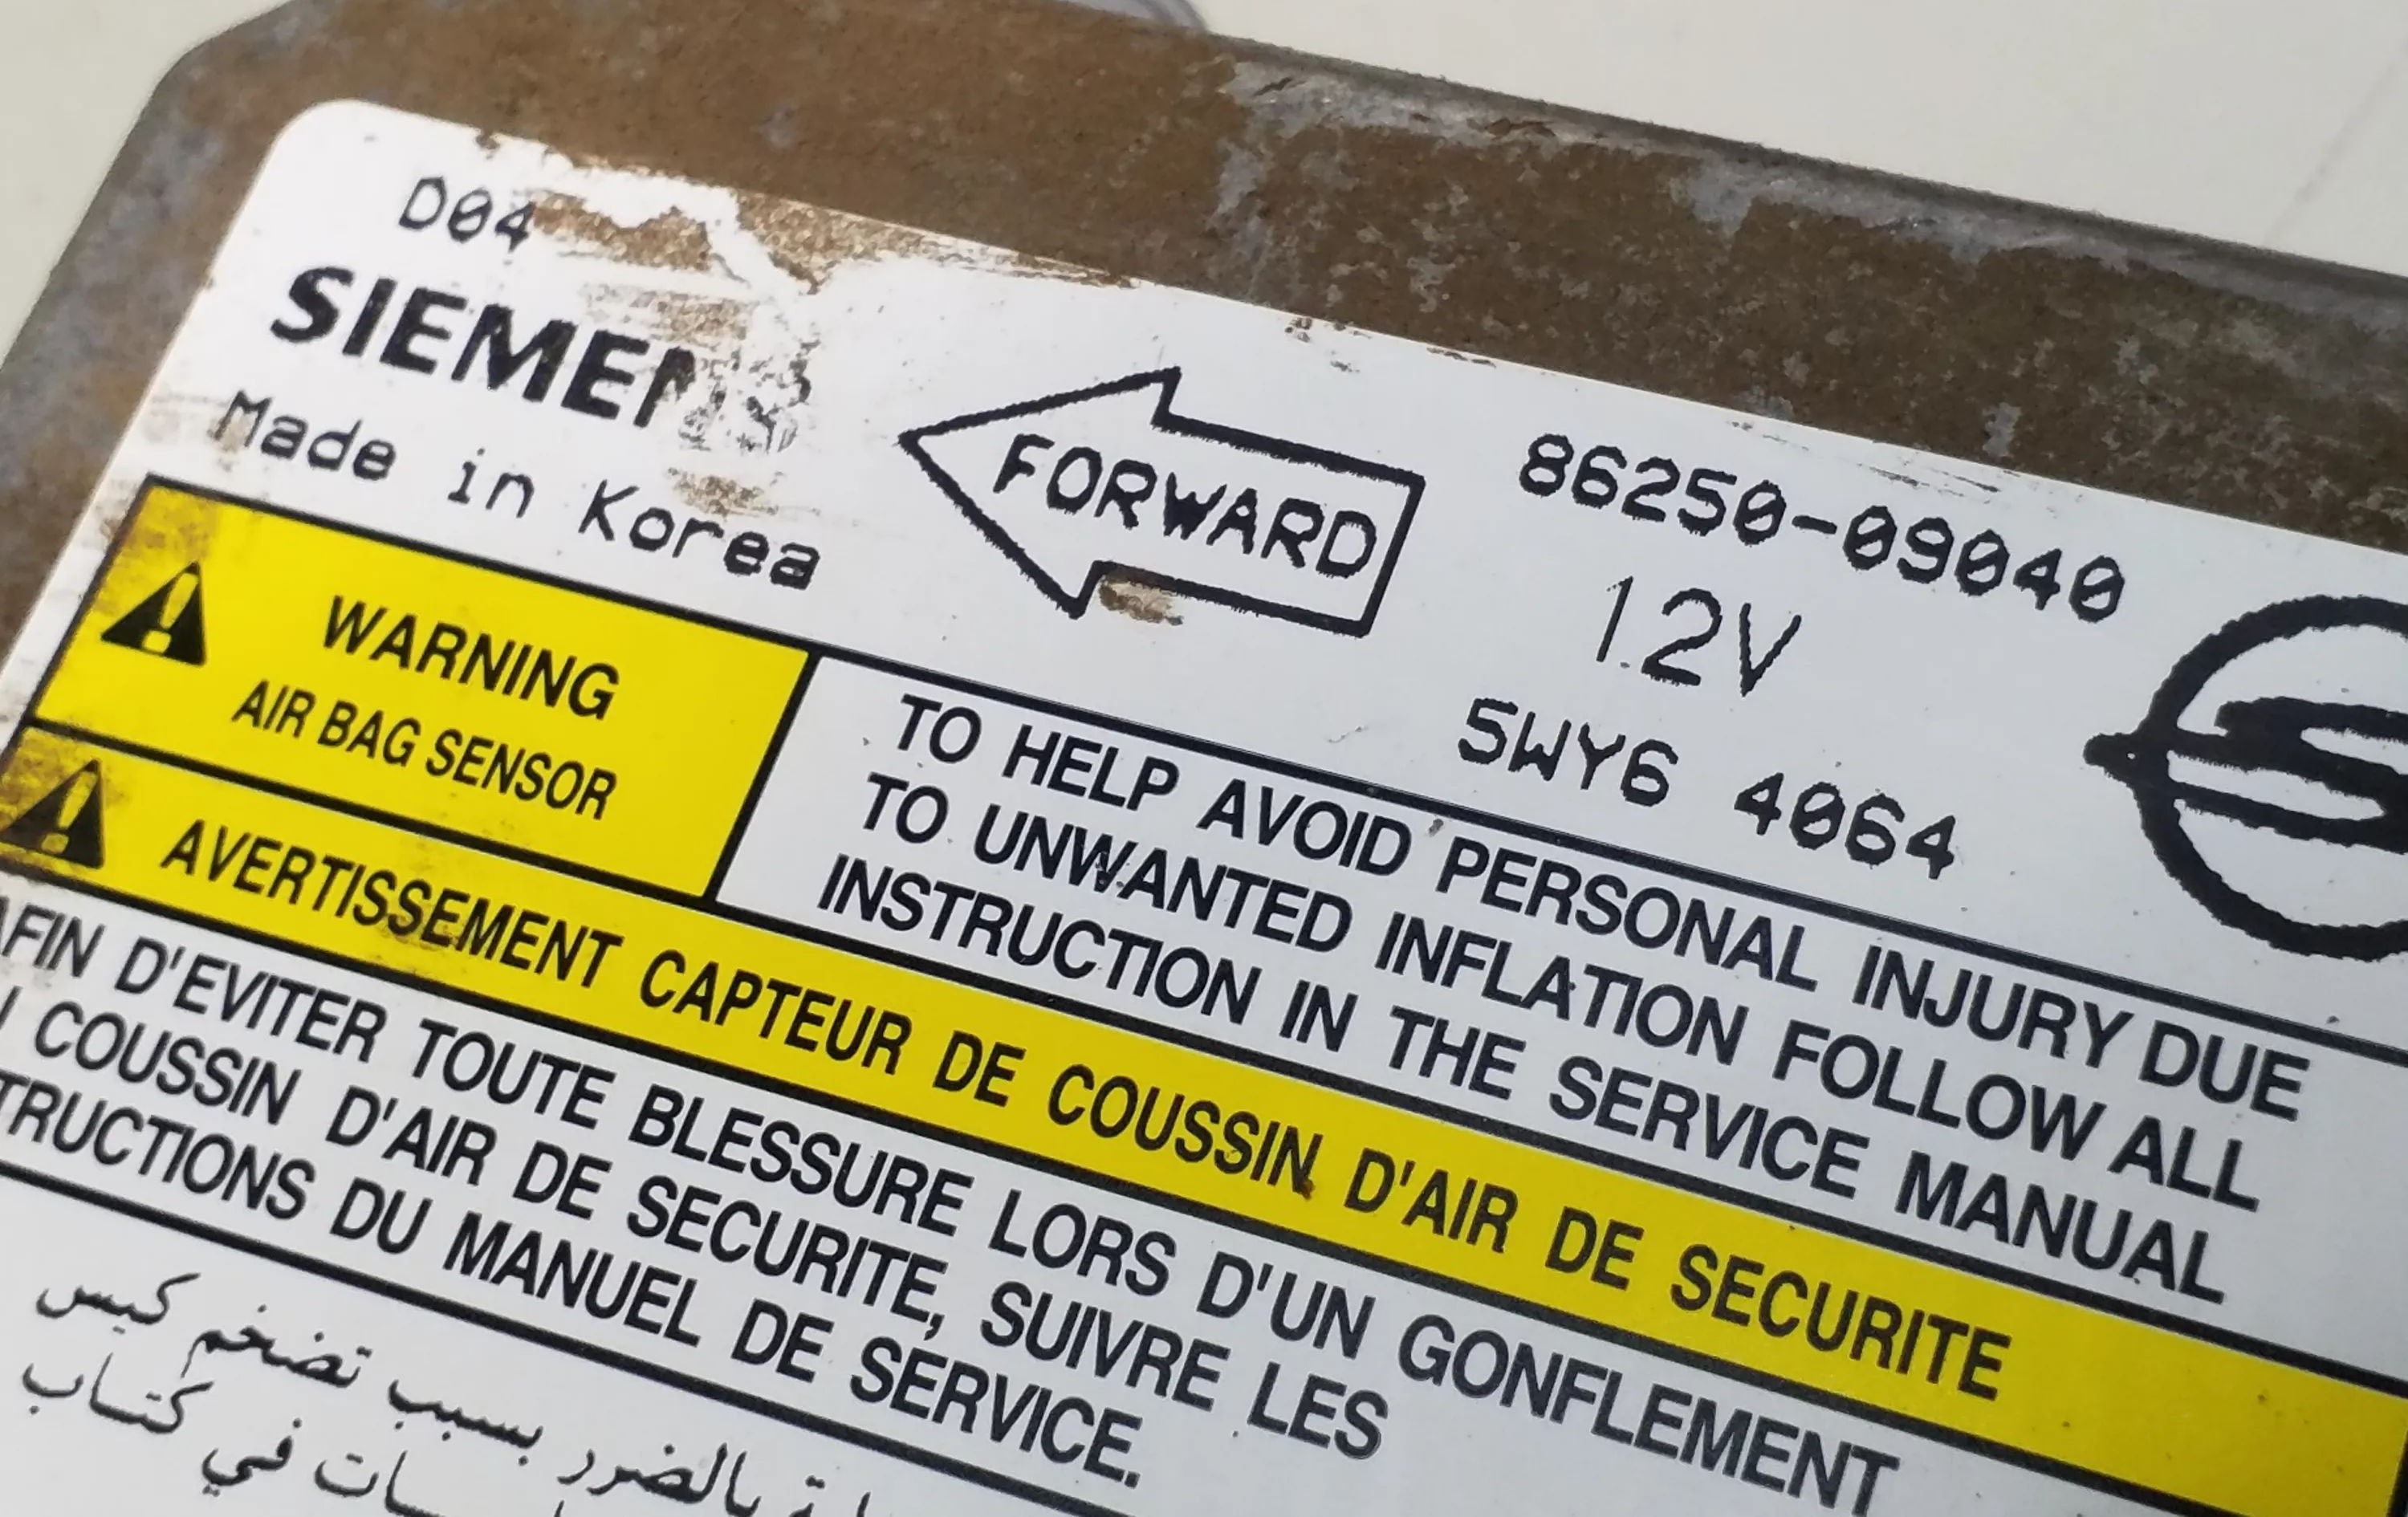 D04
SIEMENS
Made in Korea
FORWARD
86250-09040
12V
5WY6 4064
WARNING
AIR BAG SENSOR
TO HELP AVOID PERSONAL INJURY DUE
TO UNWANTED INFLATION FOLLOW ALL
INSTRUCTION IN THE SERVICE MANUAL
AVERTISSEMENT CAPTEUR DE COUSSIN D'AIR DE SECURITE
AFIN D'EVITER TOUTE BLESSURE LORS D'UN GONFLEMENT
COUSSIN D'AIR DE SECURITE, SUIVRE LES
TRUCTIONS DU MANUEL DE SERVICE.
بالضرر بسبب تضخم كيس
في كتاب